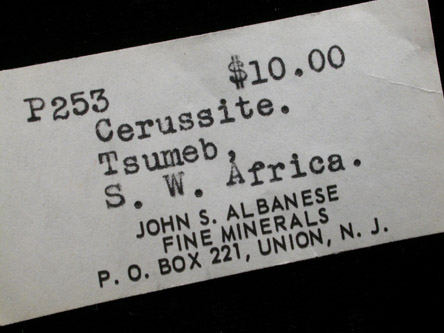 P253 $10.00
Cerussite.
Tsumeb,
S. W. Africa.
JOHN S. ALBANESE
FINE MINERALS
P. O. BOX 221, UNION, N. J.